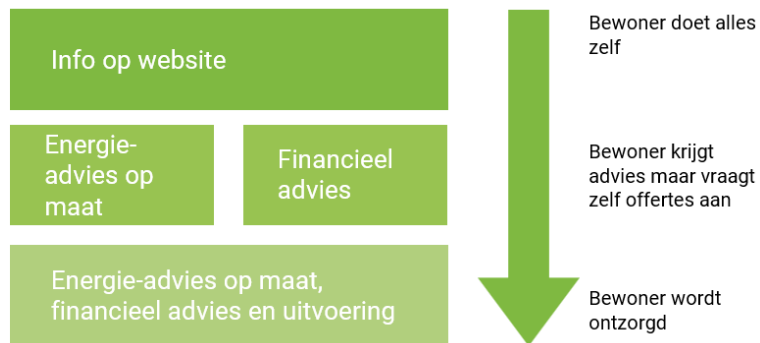 Info op website
Bewoner doet alles
zelf
Energie-
advies op
maat
Financieel
advies
Bewoner krijgt
advies maar vraagt
zelf offertes aan
Energie-advies op maat,
financieel advies en uitvoering
Bewoner wordt
ontzorgd